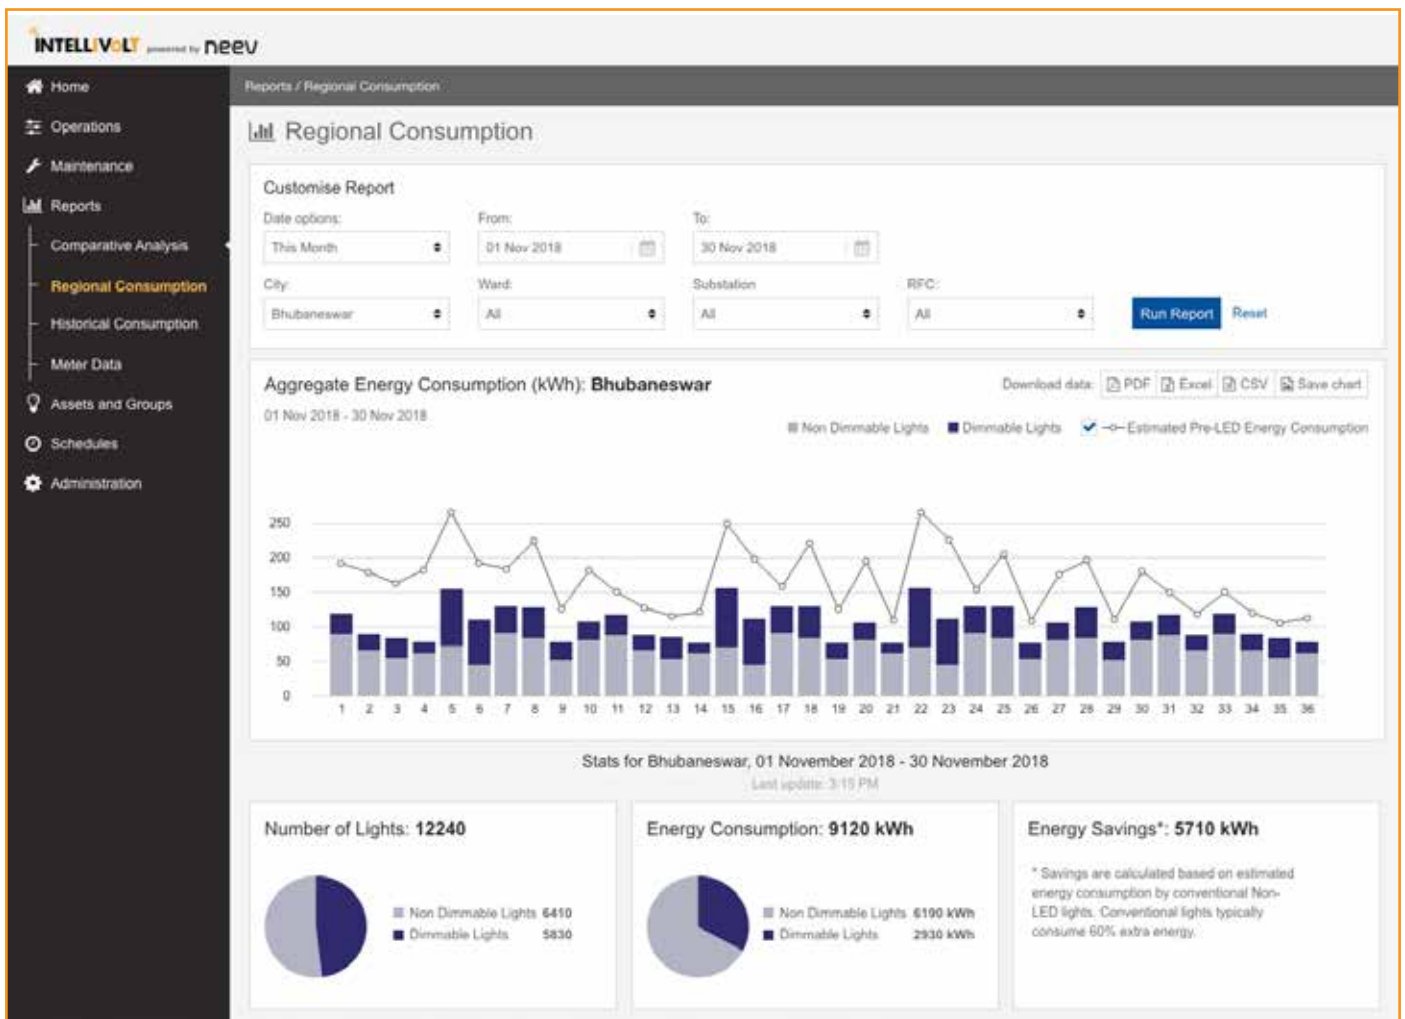 INTELLIVOLT powered by neev
Home
Operations
Maintenance
Reports
Comparative Analysis
Regional Consumption
Historical Consumption
Meter Data
Assets and Groups
Schedules
Administration
Reports / Regional Consumption
Regional Consumption
Customise Report
Date options: From: To:
This Month 01 Nov 2018 30 Nov 2018
City: Ward: Substation RFC:
Bhubaneswar All All All Run Report Reset
Aggregate Energy Consumption (kWh): Bhubaneswar Download data: PDF Excel CSV Save chart
01 Nov 2018 - 30 Nov 2018
Non Dimmable Lights Dimmable Lights Estimated Pre-LED Energy Consumption
250
200
150
100
50
0
1 2 3 4 5 6 7 8 9 10 11 12 13 14 15 16 17 18 19 20 21 22 23 24 25 26 27 28 29 30 31 32 33 34 35 36
Stats for Bhubaneswar, 01 November 2018 - 30 November 2018
Last update: 3:15 PM
Number of Lights: 12240
Non Dimmable Lights 6410
Dimmable Lights 5830
Energy Consumption: 9120 kWh
Non Dimmable Lights 6190 kWh
Dimmable Lights 2930 kWh
Energy Savings*: 5710 kWh
* Savings are calculated based on estimated
energy consumption by conventional Non-
LED lights. Conventional lights typically
consume 60% extra energy.